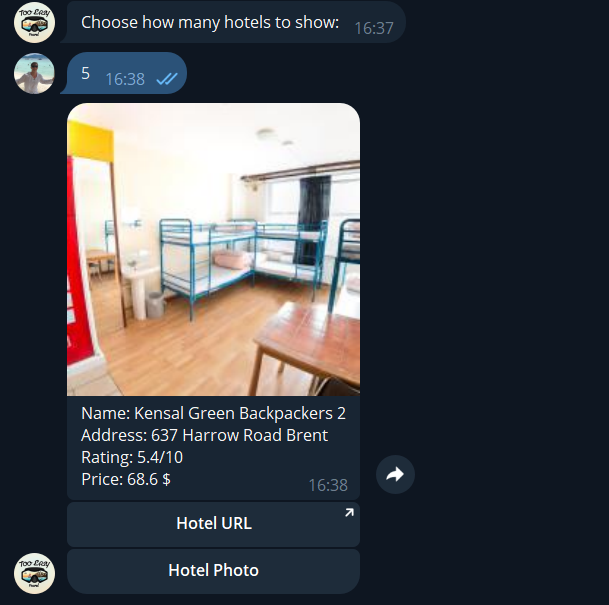 TOO EASY
Travel
Choose how many hotels to show:
16:37
5
16:38
Name: Kensal Green Backpackers 2
Address: 637 Harrow Road Brent
Rating: 5.4/10
Price: 68.6 $
16:38
Hotel URL
Hotel Photo
TOO EASY
Travel